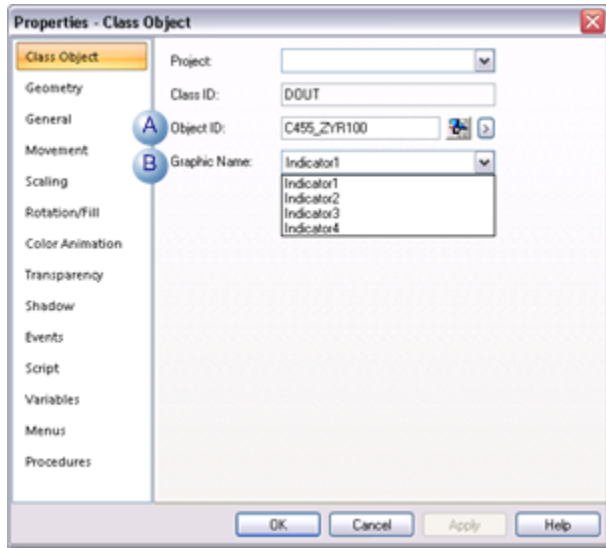 Properties - Class Object
Class Object
Geometry
General
Movement
Scaling
Rotation/Fill
Color Animation
Transparency
Shadow
Events
Script
Variables
Menus
Procedures
Project:
Class ID: DOUT
A Object ID: C455_ZYR100 >
B Graphic Name: Indicator1
Indicator1
Indicator2
Indicator3
Indicator4
OK Cancel Apply Help